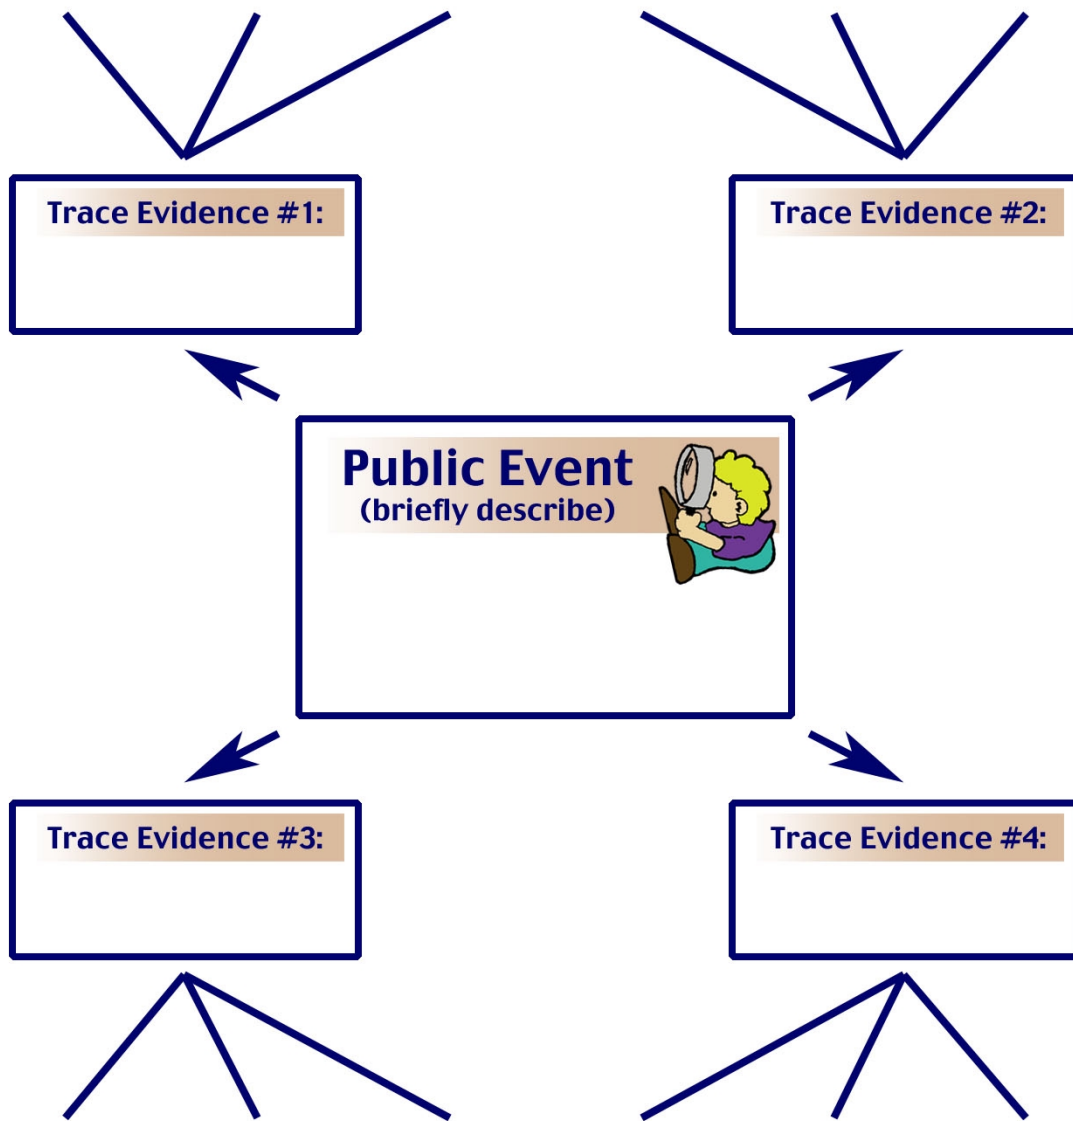 Trace Evidence #1:
Trace Evidence #2:
Public Event
(briefly describe)
Trace Evidence #3:
Trace Evidence #4: